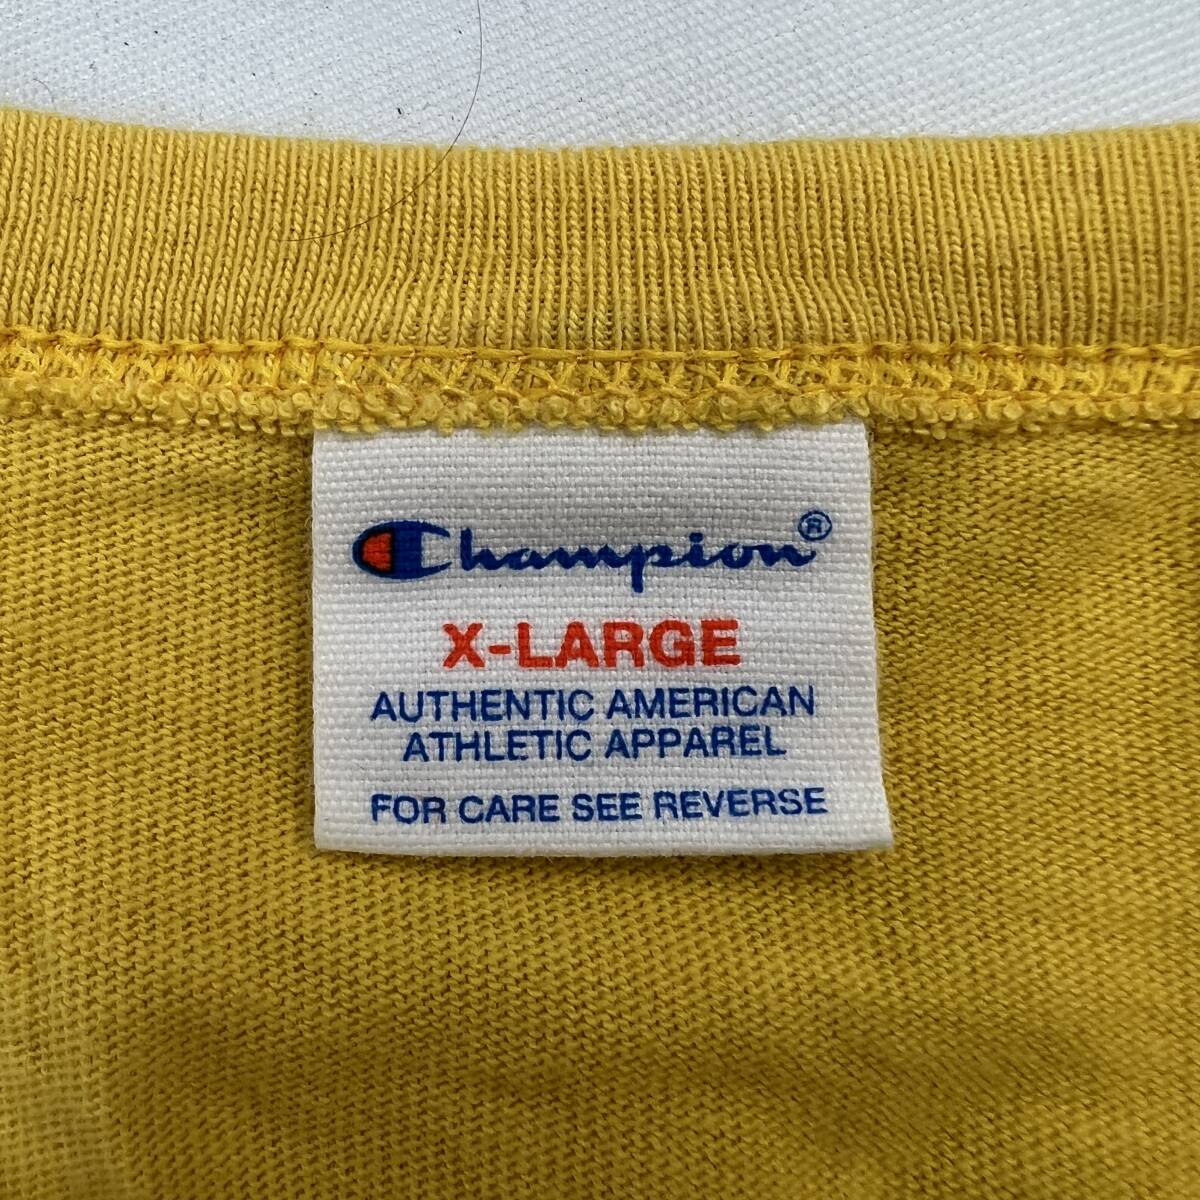 Champion®
X-LARGE
AUTHENTIC AMERICAN
ATHLETIC APPAREL
FOR CARE SEE REVERSE